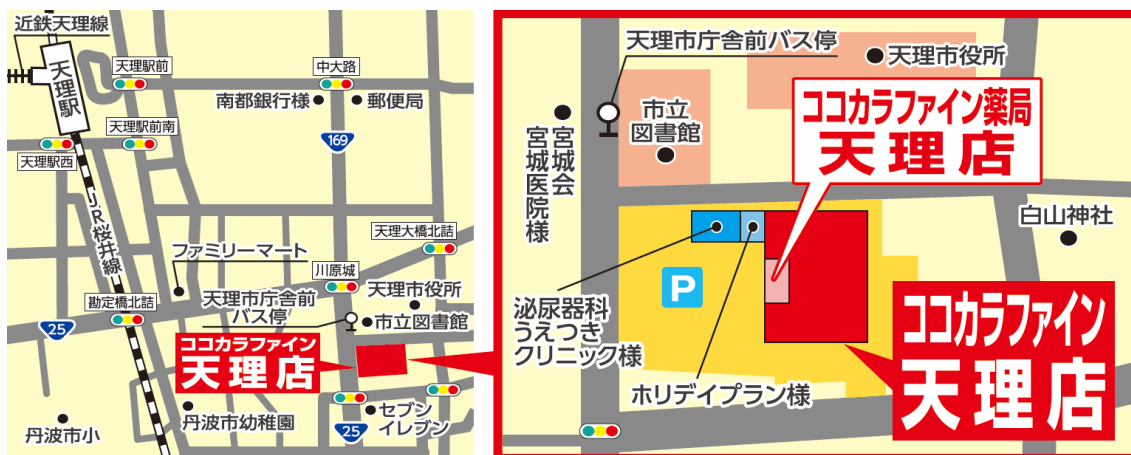 近鉄天理線
天理駅
天理駅前
中大路
南都銀行様
郵便局
天理駅前南
169
天理駅西
JR桜井線
天理大橋北詰
ファミリーマート
川原城
天理市庁舎前
バス停
天理市役所
勘定橋北詰
市立図書館
25
ココカラファイン
天理店
丹波市小
丹波市幼稚園
25
セブン
イレブン
天理市庁舎前バス停
天理市役所
宮城会
宮城医院様
市立
図書館
ココカラファイン薬局
天理店
白山神社
P
泌尿器科
うえつき
クリニック様
ホリデイプラン様
ココカラファイン
天理店